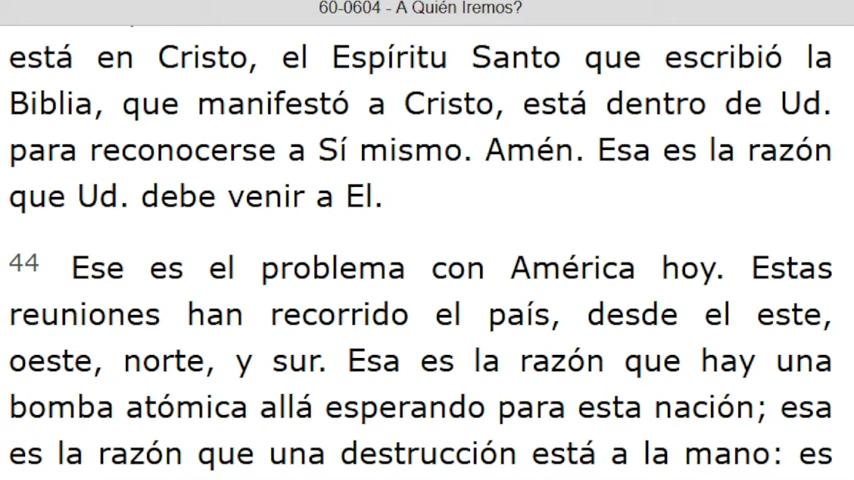 60-0604 - A Quién Iremos?
está en Cristo, el Espíritu Santo que escribió la
Biblia, que manifestó a Cristo, está dentro de Ud.
para reconocerse a Sí mismo. Amén. Esa es la razón
que Ud. debe venir a El.
44 Ese es el problema con América hoy. Estas
reuniones han recorrido el país, desde el este,
oeste, norte, y sur. Esa es la razón que hay una
bomba atómica allá esperando para esta nación; esa
es la razón que una destrucción está a la mano: es